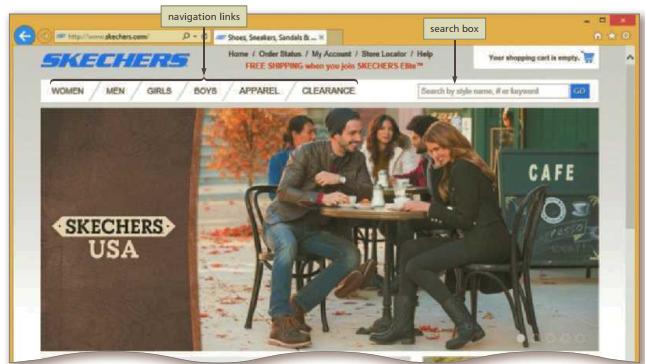 navigation links
search box
http://www.skechers.com/
Shoes, Sneakers, Sandals & ...
SKECHERS
Home / Order Status / My Account / Store Locator / Help
FREE SHIPPING when you join SKECHERS Elite™
Your shopping cart is empty.
WOMEN / MEN / GIRLS / BOYS / APPAREL / CLEARANCE
Search by style name, # or keyword
GO
CAFE
SKECHERS
USA